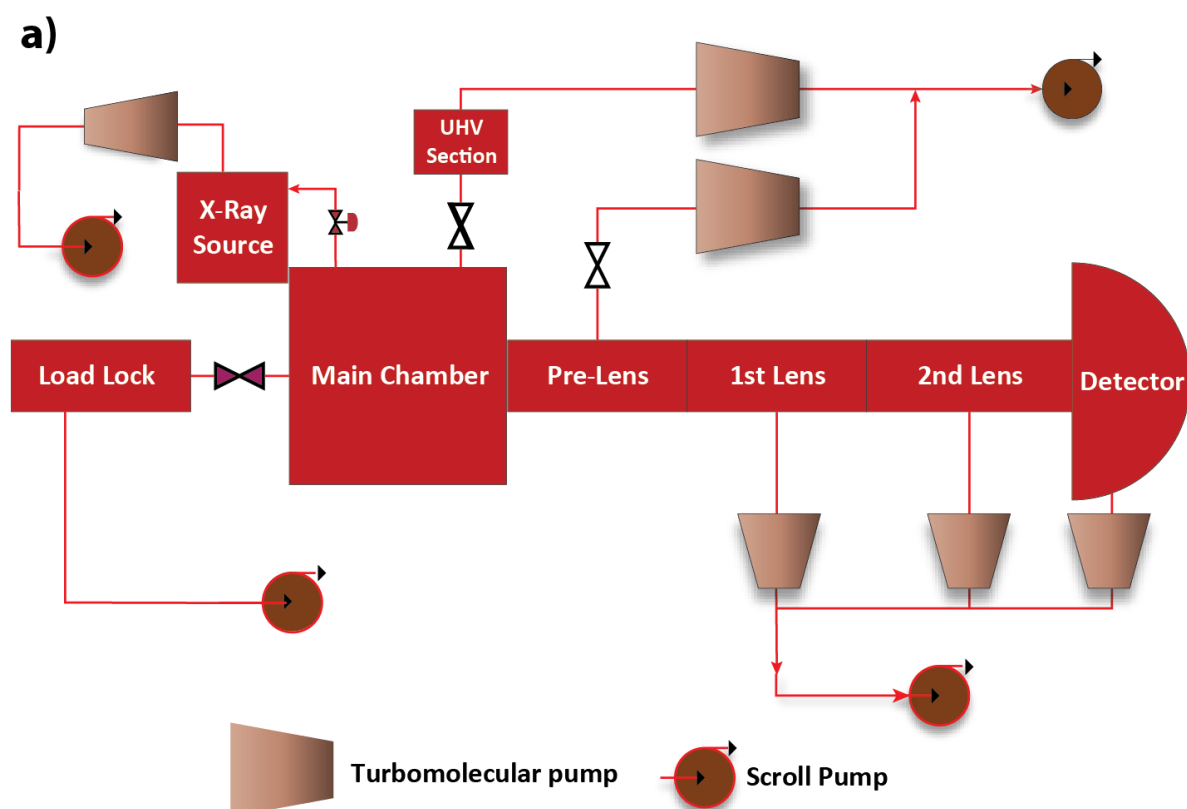 a)
UHV
Section
X-Ray
Source
Load Lock
Main Chamber
Pre-Lens
1st Lens
2nd Lens
Detector
Turbomolecular pump
Scroll Pump